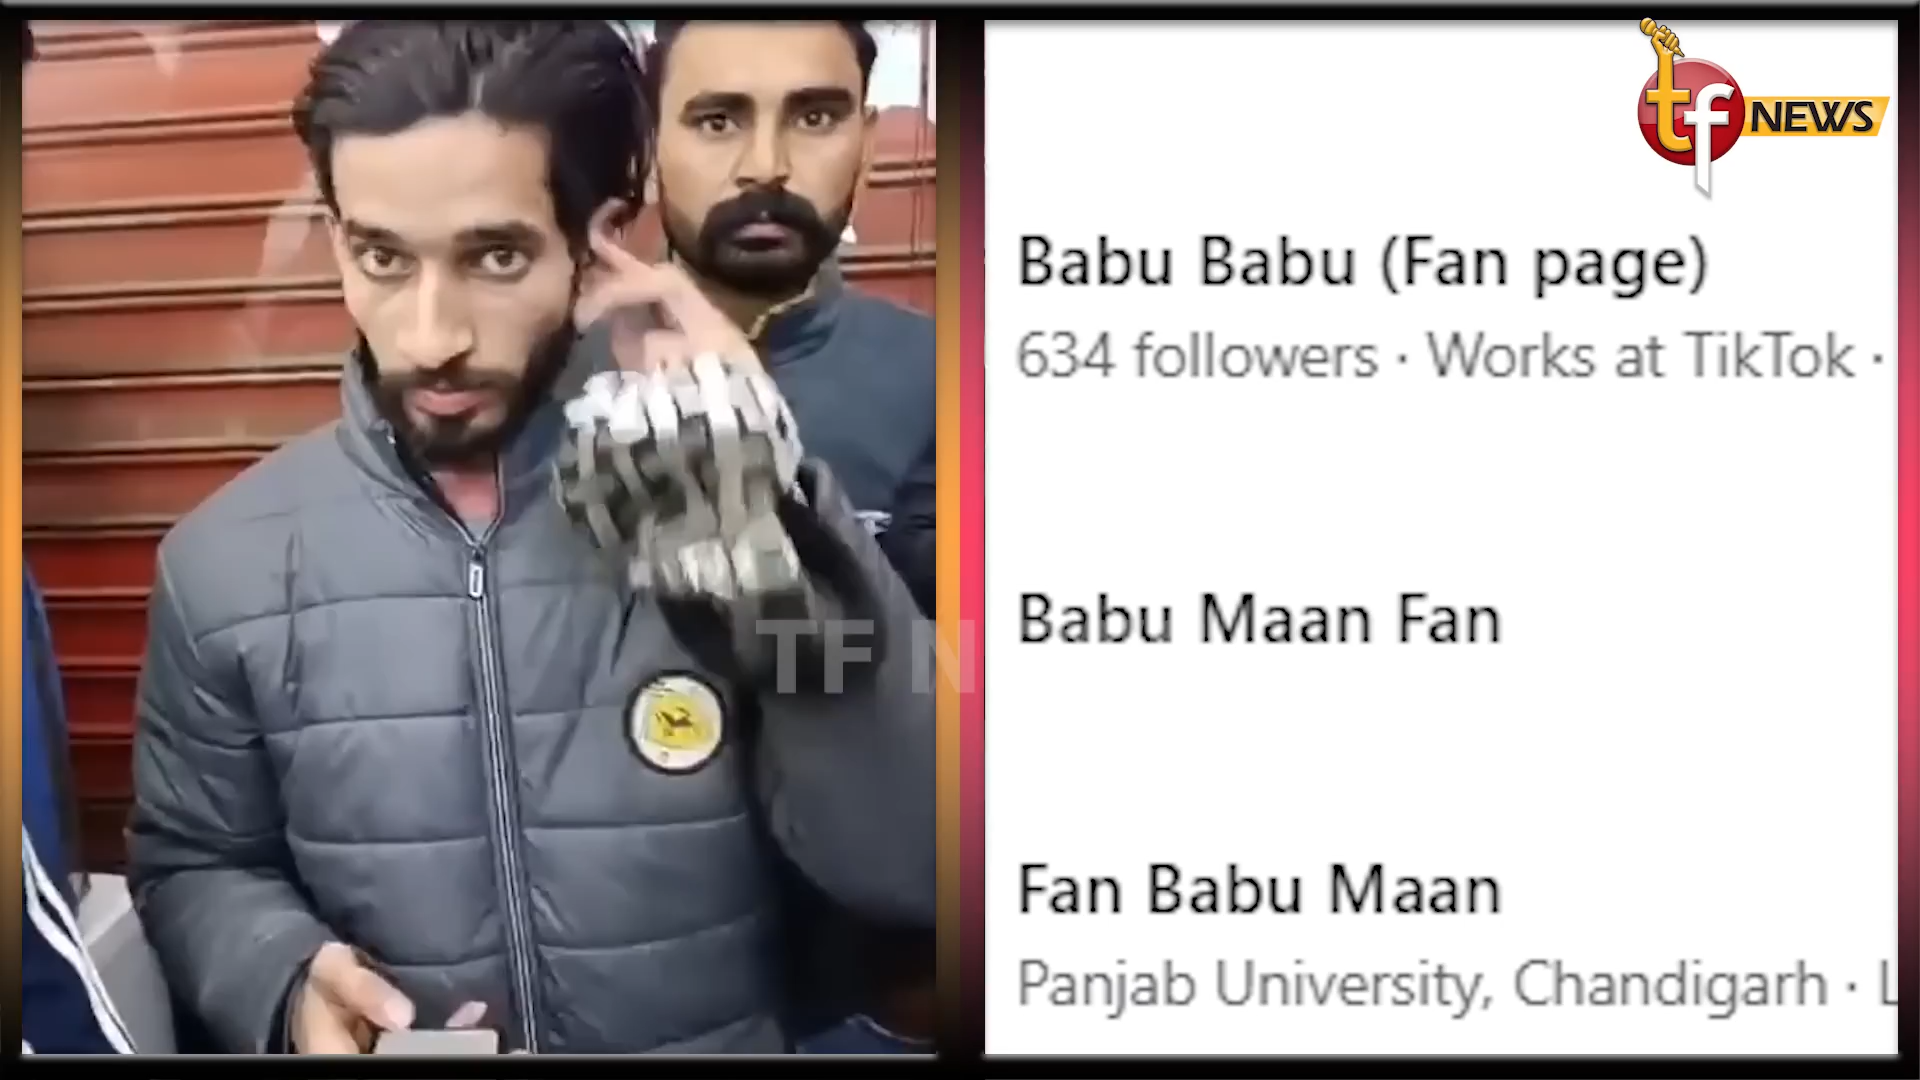 tf NEWS
Babu Babu (Fan page)
634 followers · Works at TikTok ·
Babu Maan Fan
Fan Babu Maan
Panjab University, Chandigarh · L
TF N